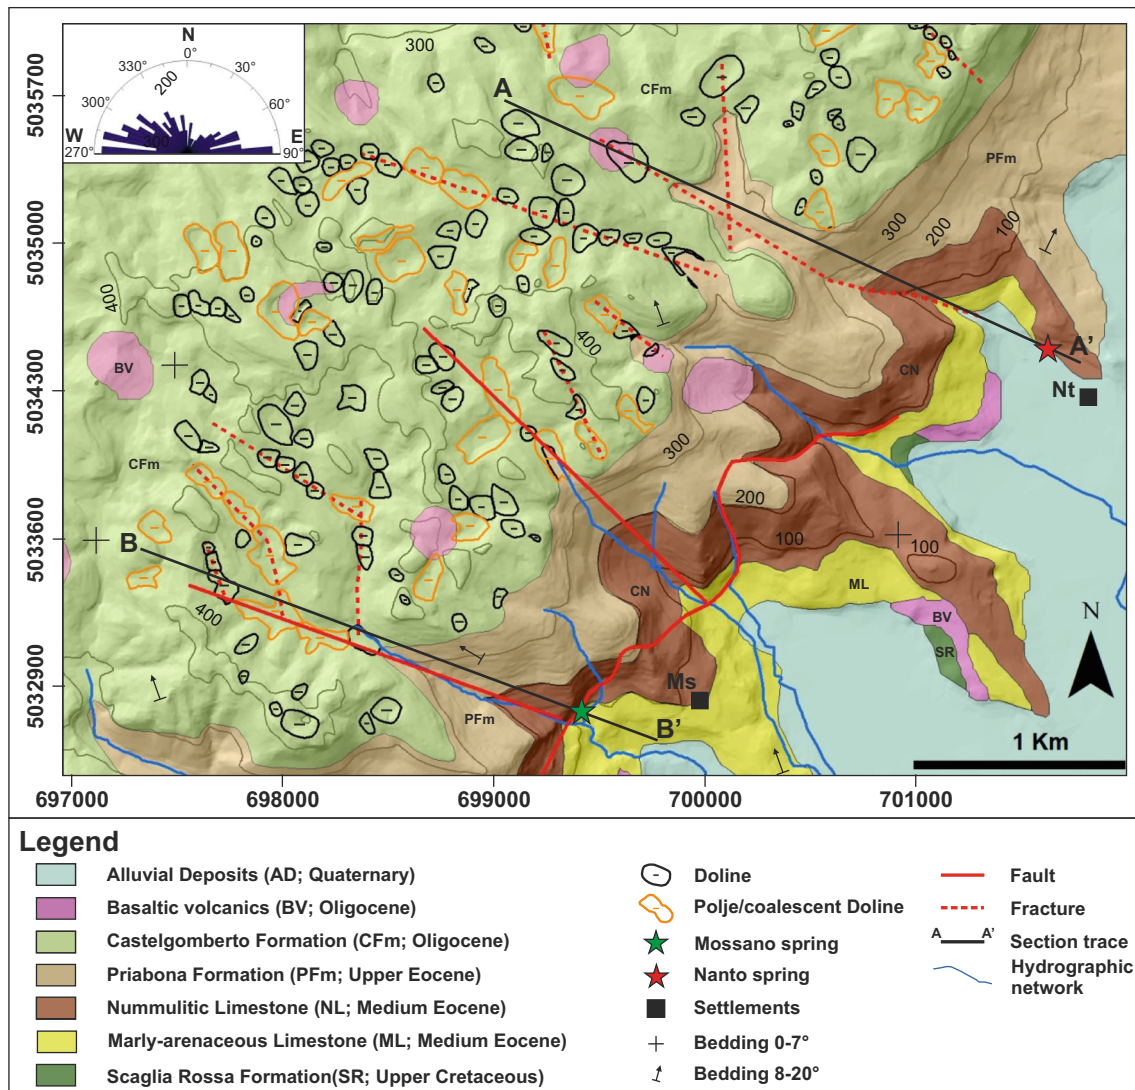 N
0°
330°
30°
300°
60°
200
300
W
E
270°
90°
300
A
CFm
PFm
300
200
100
400
BV
400
A'
Nt
CN
300
CFm
200
100
100
B
CN
ML
BV
SR
400
Ms
PFm
B'
N
1 Km
5035700
5035000
5034300
5033600
5032900
697000
698000
699000
700000
701000
Legend
Alluvial Deposits (AD; Quaternary)
Basaltic volcanics (BV; Oligocene)
Castelgomberto Formation (CFm; Oligocene)
Priabona Formation (PFm; Upper Eocene)
Nummulitic Limestone (NL; Medium Eocene)
Marly-arenaceous Limestone (ML; Medium Eocene)
Scaglia Rossa Formation(SR; Upper Cretaceous)
Doline
Polje/coalescent Doline
Mossano spring
Nanto spring
Settlements
Bedding 0-7°
Bedding 8-20°
Fault
Fracture
A A' Section trace
Hydrographic
network